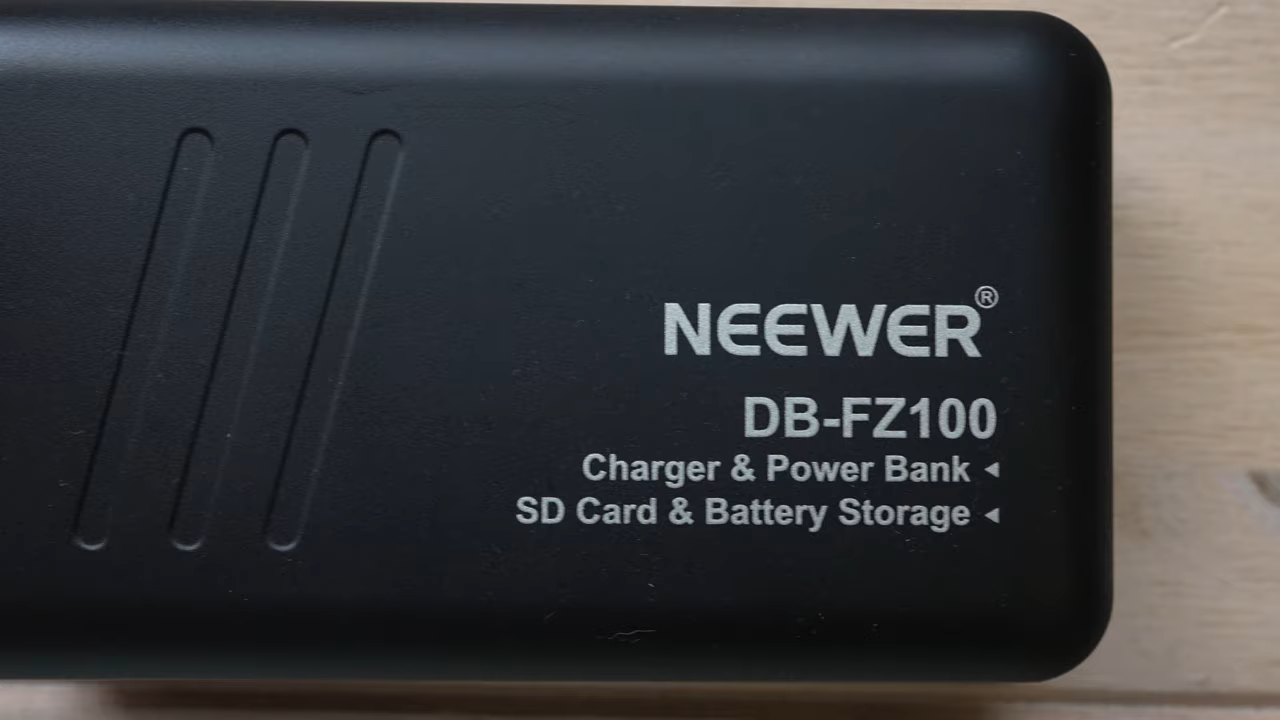 NEEWER®
DB-FZ100
Charger & Power Bank ◂
SD Card & Battery Storage ◂